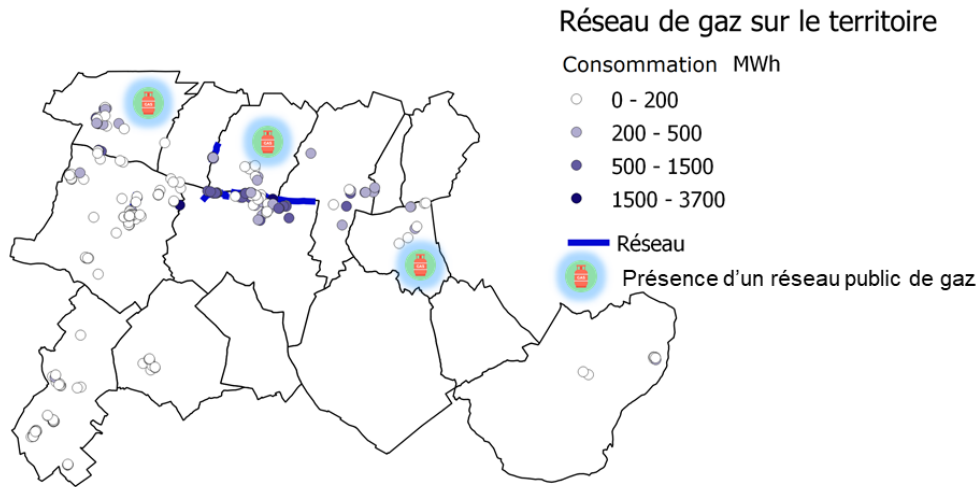 Réseau de gaz sur le territoire
Consommation MWh
0 - 200
200 - 500
500 - 1500
1500 - 3700
Réseau
Présence d'un réseau public de gaz